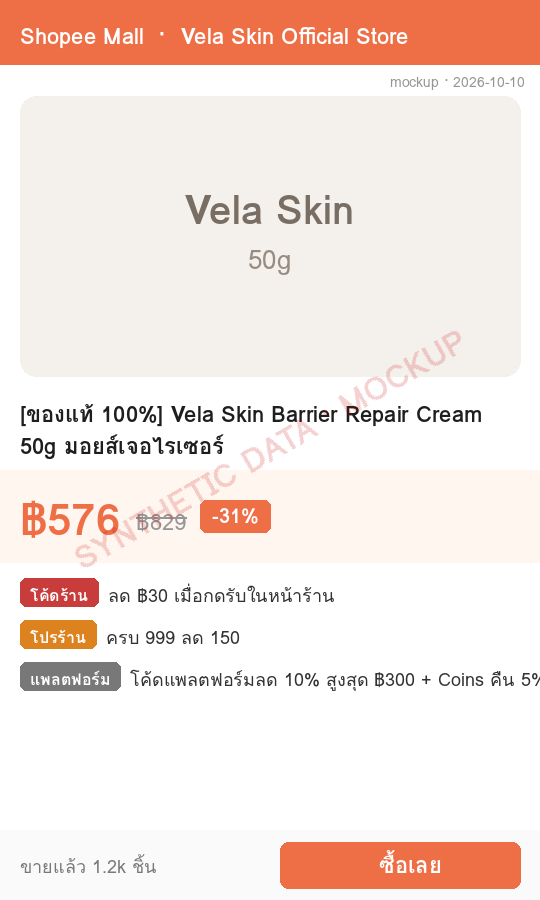 Shopee Mall · Vela Skin Official Store
mockup · 2026-10-10
Vela Skin
50g
[ของแท้ 100%] Vela Skin Barrier Repair Cream
50g มอยส์เจอไรเซอร์
฿576 ฿829 -31%
SYNTHETIC DATA · MOCKUP
โค้ดร้าน ลด ฿30 เมื่อกดรับในหน้าร้าน
โปรร้าน ครบ 999 ลด 150
แพลตฟอร์ม โค้ดแพลตฟอร์มลด 10% สูงสุด ฿300 + Coins คืน 5%
ขายแล้ว 1.2k ชิ้น ซื้อเลย